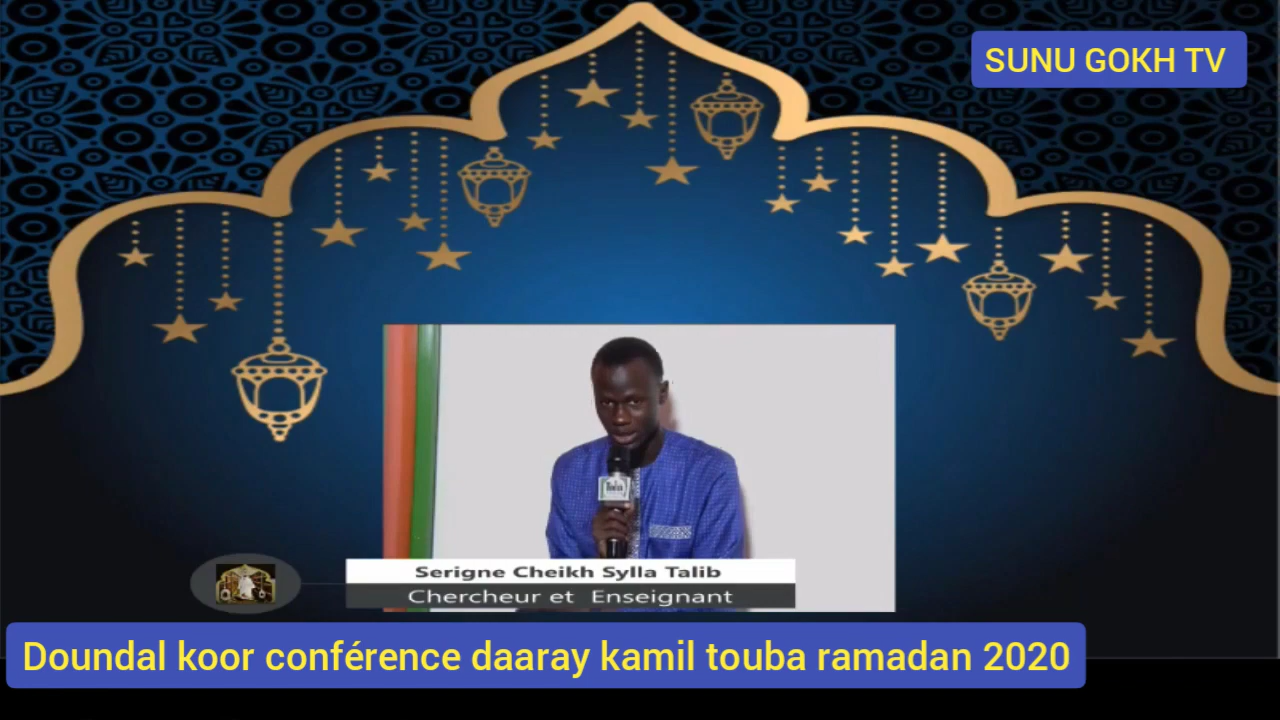 SUNU GOKH TV
Serigne Cheikh Sylla Talib
Chercheur et Enseignant
Doundal koor conférence daaray kamil touba ramadan 2020